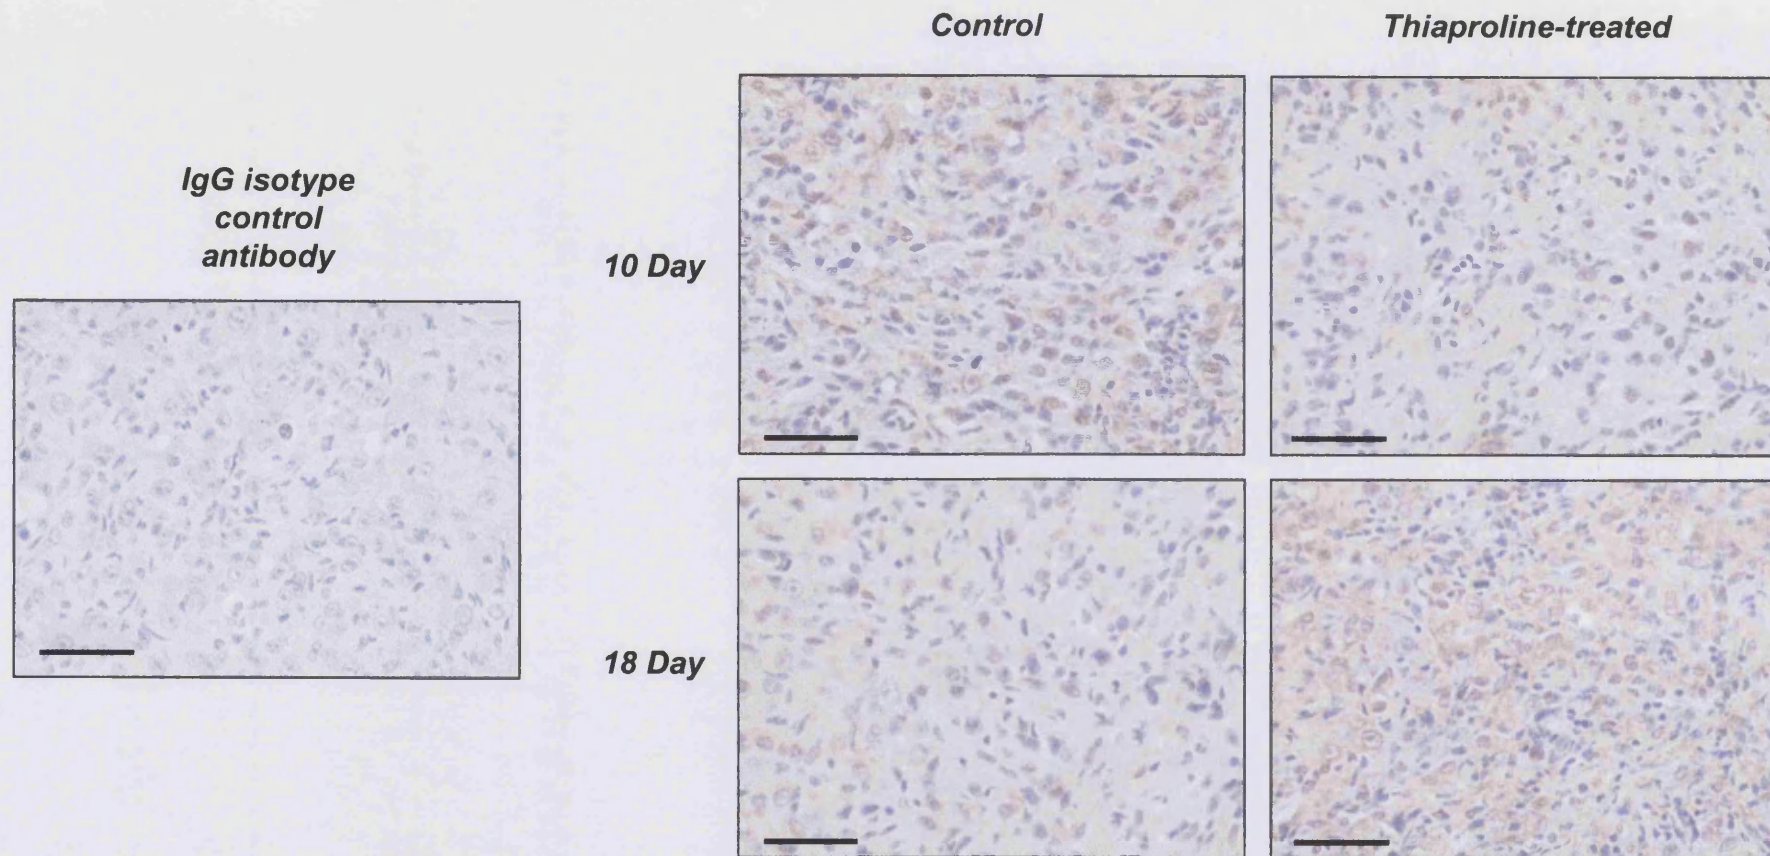 Control
Thiaproline-treated
IgG isotype
control
antibody
10 Day
18 Day